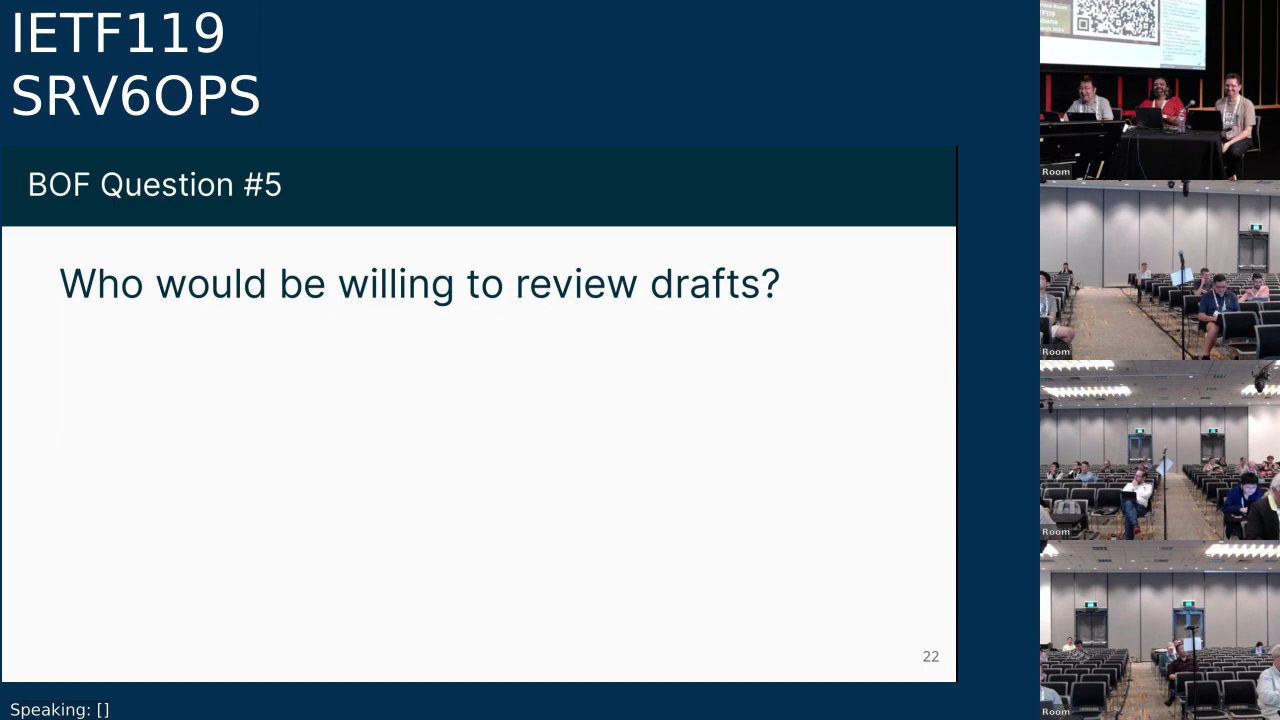 IETF119
SRV6OPS
BOF Question #5
Who would be willing to review drafts?
22
Speaking: []
Room
Room
Room
Room